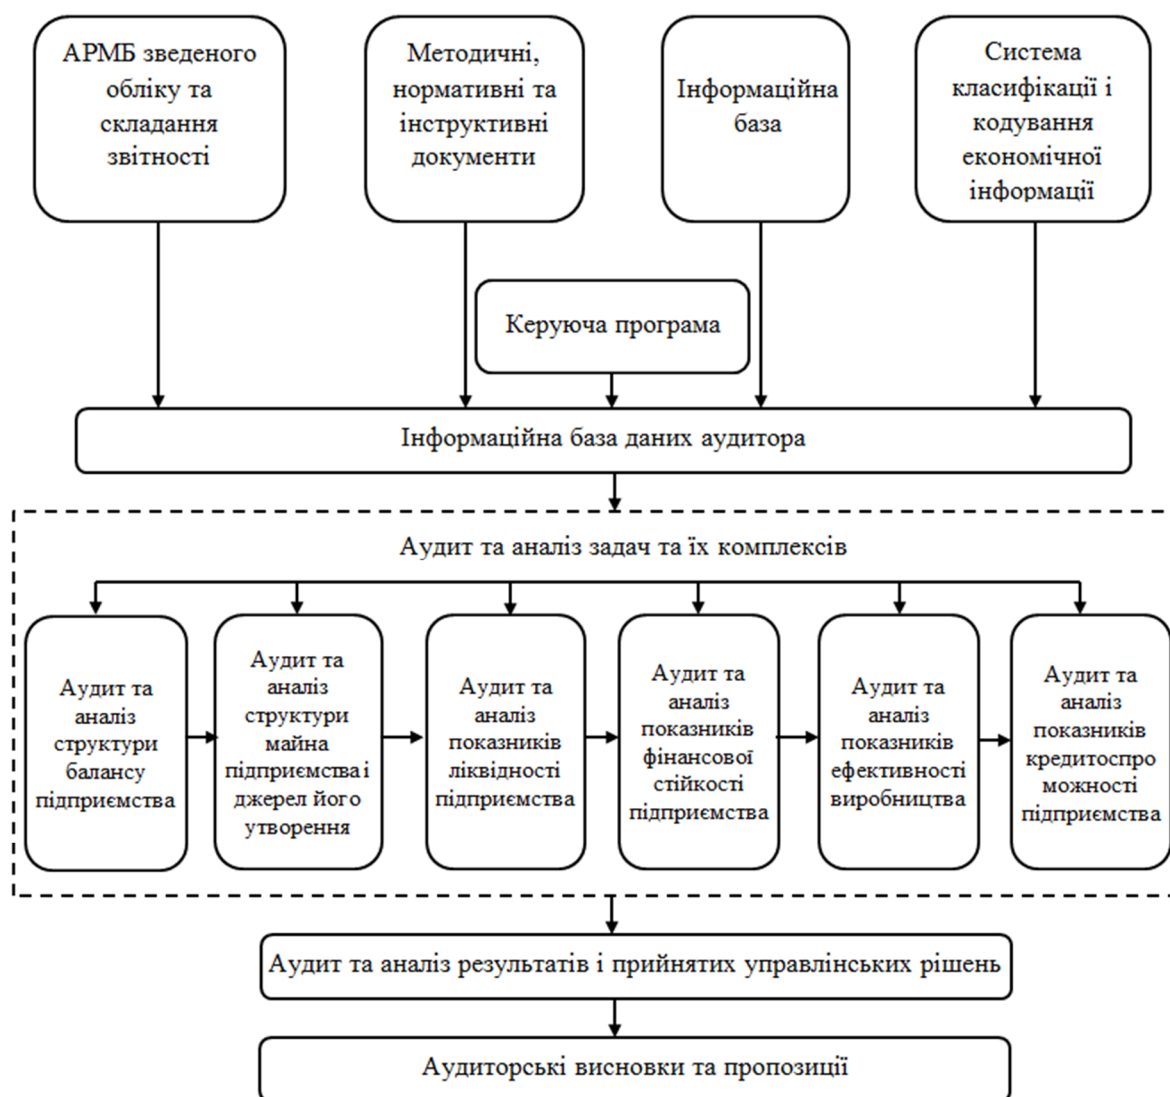 АРМБ зведеного
обліку та
складання
звітності
Методичні,
нормативні та
інструктивні
документи
Інформаційна
база
Система
класифікації і
кодування
економічної
інформації
Керуюча програма
Інформаційна база даних аудитора
Аудит та аналіз задач та їх комплексів
Аудит та
аналіз
структури
балансу
підприємства
Аудит та
аналіз
структури
майна
підприємства і
джерел його
утворення
Аудит та
аналіз
показників
ліквідності
підприємства
Аудит та
аналіз
показників
фінансової
стійкості
підприємства
Аудит та
аналіз
показників
ефективності
виробництва
Аудит та
аналіз
показників
кредитоспро
можності
підприємства
Аудит та аналіз результатів і прийнятих управлінських рішень
Аудиторські висновки та пропозиції